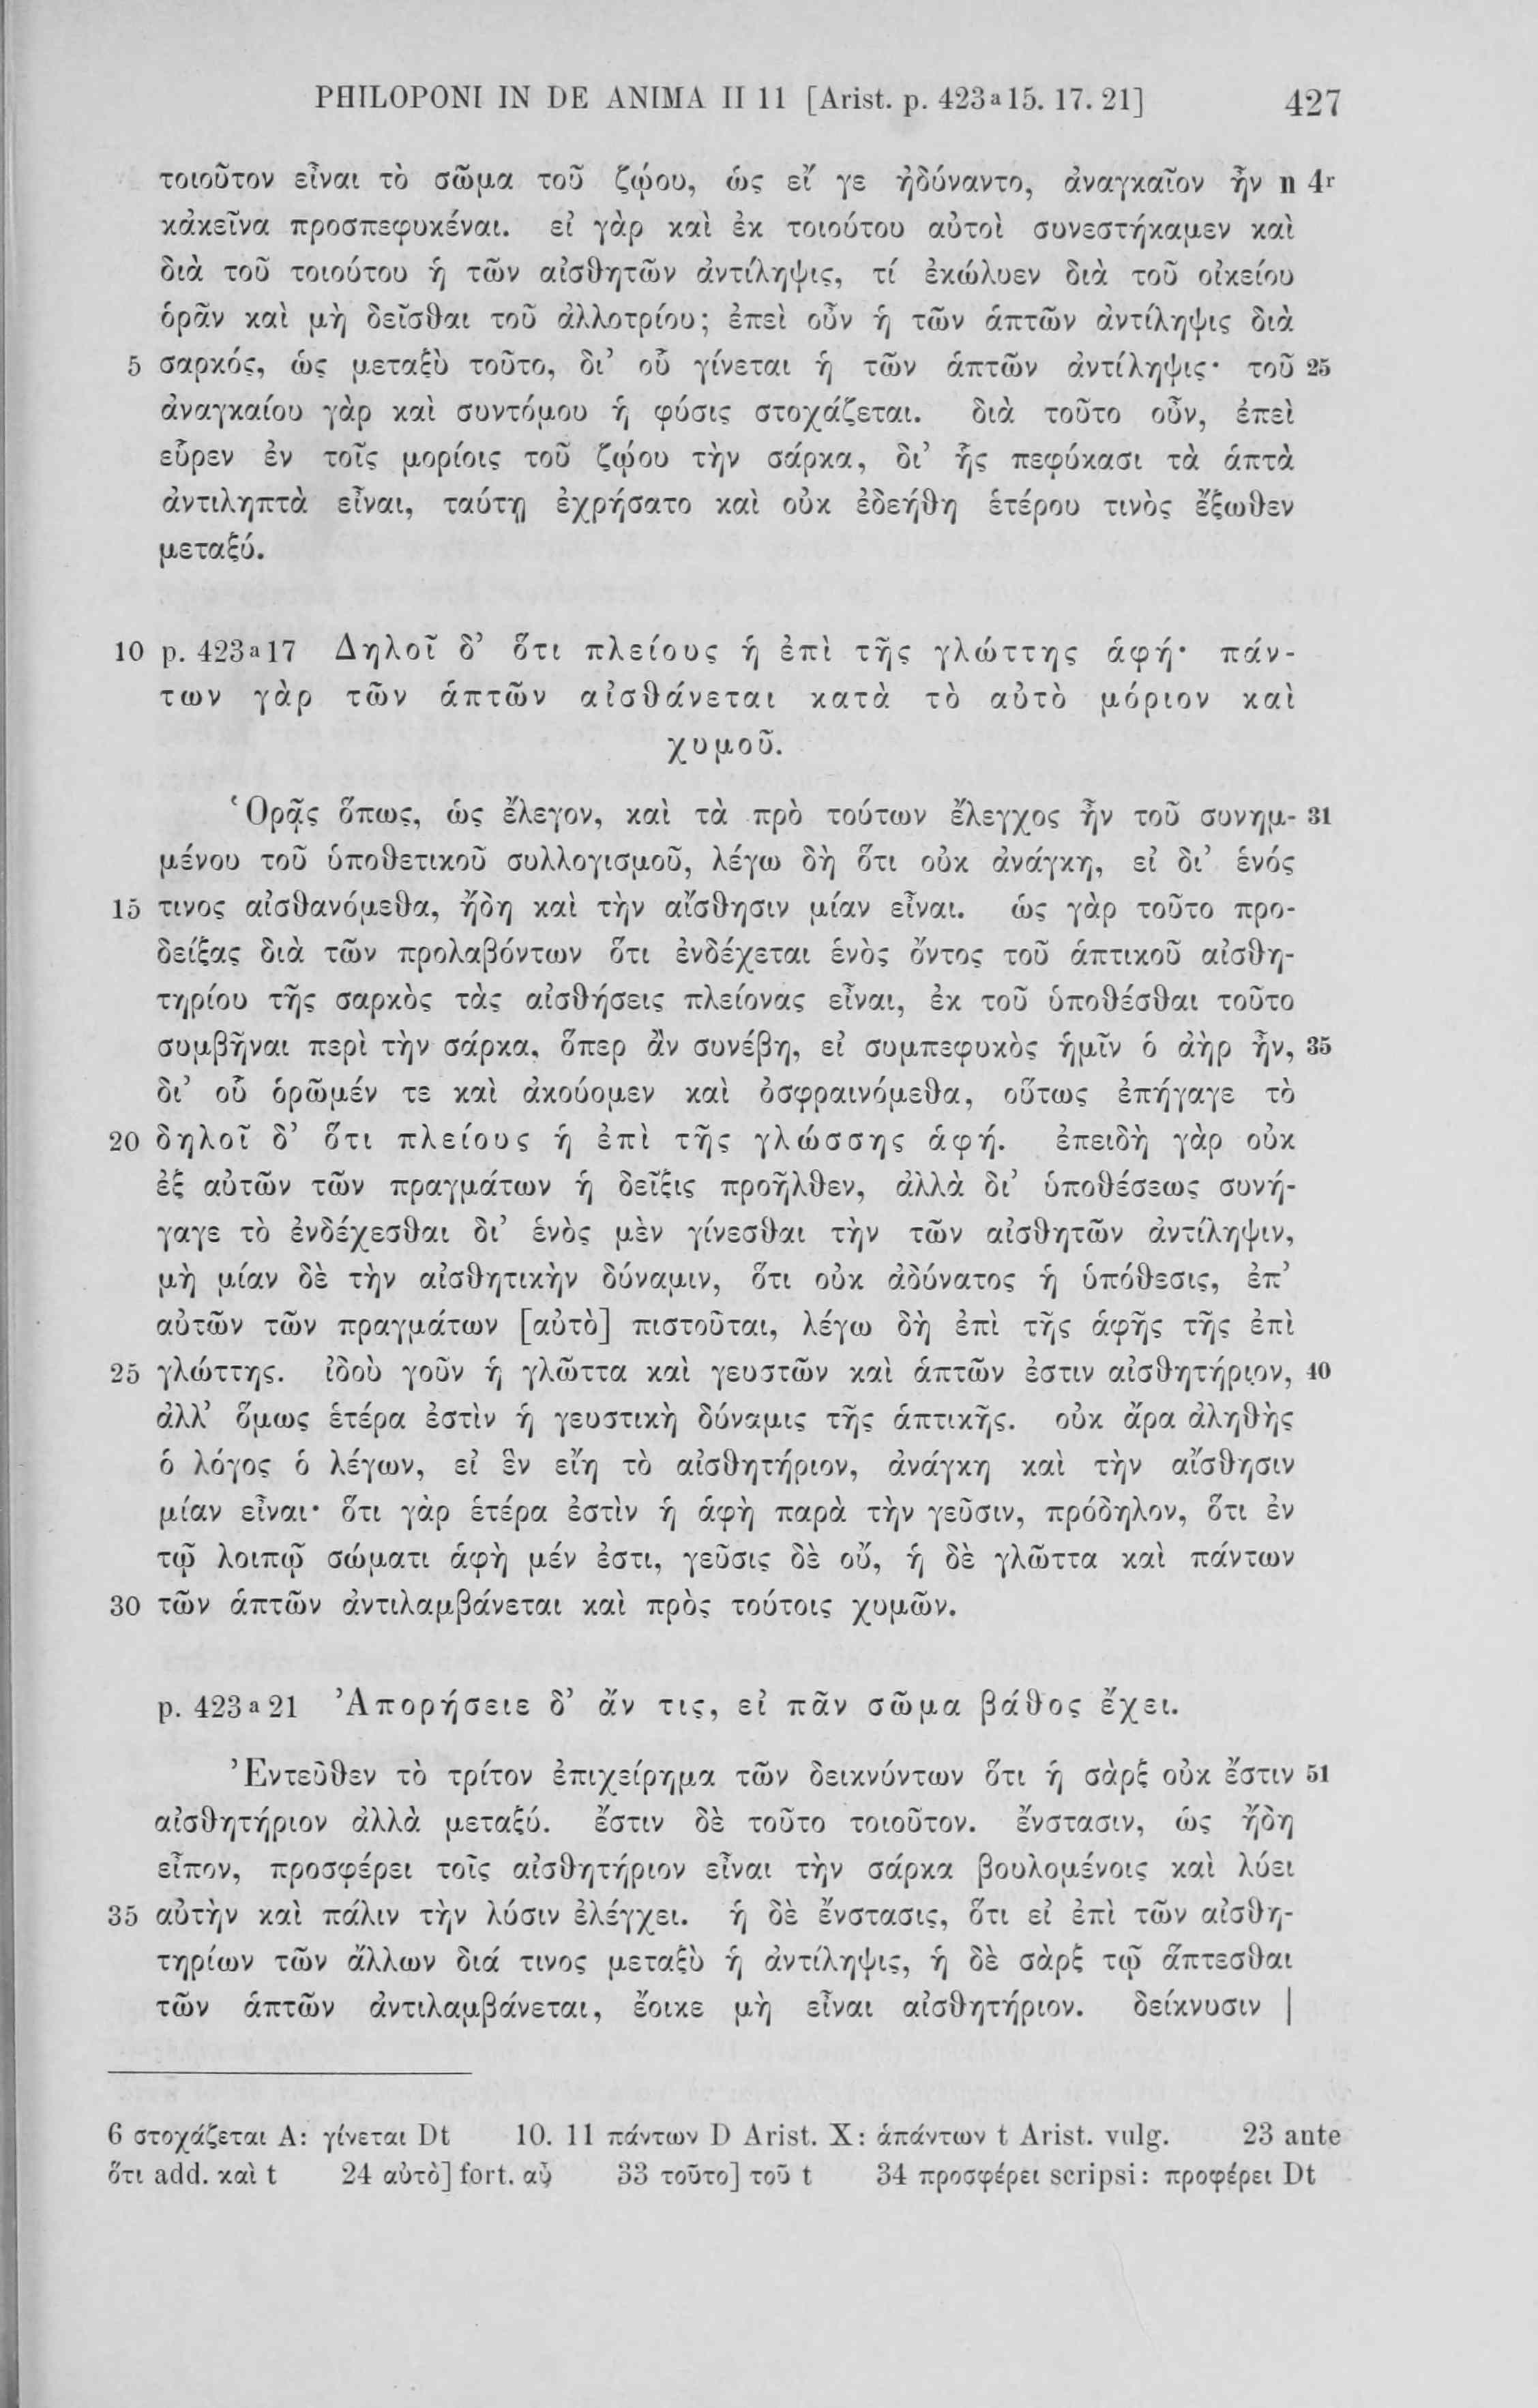 PHILOPONI IN DE ANIMA II 11 [Arist. p. 423 a 15. 17. 21] 427
τοιοῦτον εἶναι τὸ σῶμα τοῦ ζῴου, ὡς εἴ γε ἠδύναντο, ἀναγκαῖον ἦν n 4r
κἀκεῖνα προσπεφυκέναι. εἰ γὰρ καὶ ἐκ τοιούτου αὐτοὶ συνεστήκαμεν καὶ
διὰ τοῦ τοιούτου ἡ τῶν αἰσθητῶν ἀντίληψις, τί ἐκώλυεν διὰ τοῦ οἰκείου
ὁρᾶν καὶ μὴ δεῖσθαι τοῦ ἀλλοτρίου; ἐπεὶ οὖν ἡ τῶν ἁπτῶν ἀντίληψις διὰ
5 σαρκός, ὡς μεταξὺ τοῦτο, δι’ οὗ γίνεται ἡ τῶν ἁπτῶν ἀντίληψις· τοῦ 25
ἀναγκαίου γὰρ καὶ συντόμου ἡ φύσις στοχάζεται. διὰ τοῦτο οὖν, ἐπεὶ
εὗρεν ἐν τοῖς μορίοις τοῦ ζῴου τὴν σάρκα, δι’ ἧς πεφύκασι τὰ ἁπτὰ
ἀντιληπτὰ εἶναι, ταύτῃ ἐχρήσατο καὶ οὐκ ἐδεήθη ἑτέρου τινὸς ἔξωθεν
μεταξύ.
10 p. 423 a 17 Δηλοῖ δ’ ὅτι πλείους ἡ ἐπὶ τῆς γλώττης ἁφή· πάν-
των γὰρ τῶν ἁπτῶν αἰσθάνεται κατὰ τὸ αὐτὸ μόριον καὶ
χυμοῦ.
Ὁρᾷς ὅπως, ὡς ἔλεγον, καὶ τὰ πρὸ τούτων ἔλεγχος ἦν τοῦ συνημ- 31
μένου τοῦ ὑποθετικοῦ συλλογισμοῦ, λέγω δὴ ὅτι οὐκ ἀνάγκη, εἰ δι’ ἑνός
15 τινος αἰσθανόμεθα, ἤδη καὶ τὴν αἴσθησιν μίαν εἶναι. ὡς γὰρ τοῦτο προ-
δείξας διὰ τῶν προλαβόντων ὅτι ἐνδέχεται ἑνὸς ὄντος τοῦ ἁπτικοῦ αἰσθη-
τηρίου τῆς σαρκὸς τὰς αἰσθήσεις πλείονας εἶναι, ἐκ τοῦ ὑποθέσθαι τοῦτο
συμβῆναι περὶ τὴν σάρκα, ὅπερ ἂν συνέβη, εἰ συμπεφυκὸς ἡμῖν ὁ ἀὴρ ἦν, 35
δι’ οὗ ὁρῶμέν τε καὶ ἀκούομεν καὶ ὀσφραινόμεθα, οὕτως ἐπήγαγε τὸ
20 δηλοῖ δ’ ὅτι πλείους ἡ ἐπὶ τῆς γλώσσης ἁφή. ἐπειδὴ γὰρ οὐκ
ἐξ αὐτῶν τῶν πραγμάτων ἡ δεῖξις προῆλθεν, ἀλλὰ δι’ ὑποθέσεως συνή-
γαγε τὸ ἐνδέχεσθαι δι’ ἑνὸς μὲν γίνεσθαι τὴν τῶν αἰσθητῶν ἀντίληψιν,
μὴ μίαν δὲ τὴν αἰσθητικὴν δύναμιν, ὅτι οὐκ ἀδύνατος ἡ ὑπόθεσις, ἐπ’
αὐτῶν τῶν πραγμάτων [αὐτὸ] πιστοῦται, λέγω δὴ ἐπὶ τῆς ἁφῆς τῆς ἐπὶ
25 γλώττης. ἰδοὺ γοῦν ἡ γλῶττα καὶ γευστῶν καὶ ἁπτῶν ἐστιν αἰσθητήριον, 40
ἀλλ’ ὅμως ἑτέρα ἐστὶν ἡ γευστικὴ δύναμις τῆς ἁπτικῆς. οὐκ ἄρα ἀληθὴς
ὁ λόγος ὁ λέγων, εἰ ἓν εἴη τὸ αἰσθητήριον, ἀνάγκη καὶ τὴν αἴσθησιν
μίαν εἶναι· ὅτι γὰρ ἑτέρα ἐστὶν ἡ ἁφὴ παρὰ τὴν γεῦσιν, πρόδηλον, ὅτι ἐν
τῷ λοιπῷ σώματι ἁφὴ μέν ἐστι, γεῦσις δὲ οὔ, ἡ δὲ γλῶττα καὶ πάντων
30 τῶν ἁπτῶν ἀντιλαμβάνεται καὶ πρὸς τούτοις χυμῶν.
p. 423 a 21 Ἀπορήσειε δ’ ἄν τις, εἰ πᾶν σῶμα βάθος ἔχει.
Ἐντεῦθεν τὸ τρίτον ἐπιχείρημα τῶν δεικνύντων ὅτι ἡ σὰρξ οὐκ ἔστιν 51
αἰσθητήριον ἀλλὰ μεταξύ. ἔστιν δὲ τοῦτο τοιοῦτον. ἔνστασιν, ὡς ἤδη
εἶπον, προσφέρει τοῖς αἰσθητήριον εἶναι τὴν σάρκα βουλομένοις καὶ λύει
35 αὐτὴν καὶ πάλιν τὴν λύσιν ἐλέγχει. ἡ δὲ ἔνστασις, ὅτι εἰ ἐπὶ τῶν αἰσθη-
τηρίων τῶν ἄλλων διά τινος μεταξὺ ἡ ἀντίληψις, ἡ δὲ σὰρξ τῷ ἅπτεσθαι
τῶν ἁπτῶν ἀντιλαμβάνεται, ἔοικε μὴ εἶναι αἰσθητήριον. δείκνυσιν |
6 στοχάζεται A: γίνεται Dt 10. 11 πάντων D Arist. X: ἁπάντων t Arist. vulg. 23 ante
ὅτι add. καὶ t 24 αὐτὸ] fort. αὖ 33 τοῦτο] τοῦ t 34 προσφέρει scripsi: προφέρει Dt